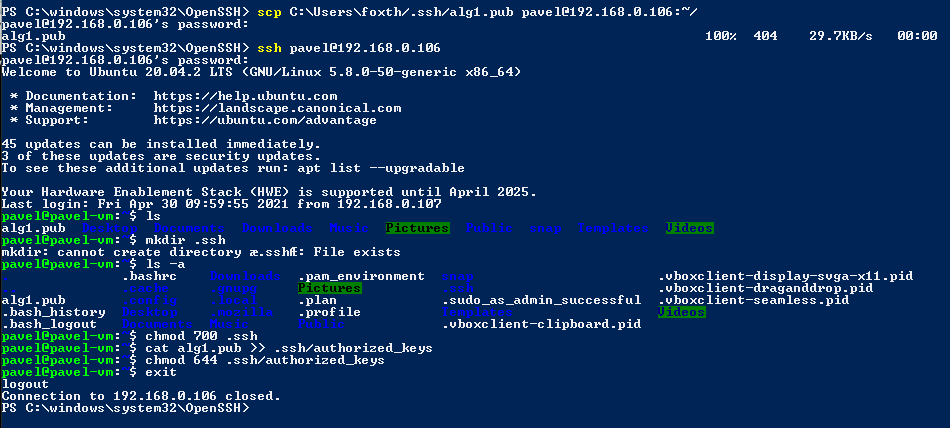 PS C:\windows\system32\OpenSSH> scp C:\Users\foxth/.ssh/alg1.pub pavel@192.168.0.106:~/
pavel@192.168.0.106's password:
alg1.pub 100% 404 29.7KB/s 00:00
PS C:\windows\system32\OpenSSH> ssh pavel@192.168.0.106
pavel@192.168.0.106's password:
Welcome to Ubuntu 20.04.2 LTS (GNU/Linux 5.8.0-50-generic x86_64)
* Documentation: https://help.ubuntu.com
* Management: https://landscape.canonical.com
* Support: https://ubuntu.com/advantage
45 updates can be installed immediately.
3 of these updates are security updates.
To see these additional updates run: apt list --upgradable
Your Hardware Enablement Stack (HWE) is supported until April 2025.
Last login: Fri Apr 30 09:59:55 2021 from 192.168.0.107
pavel@pavel-vm:~$ ls
alg1.pub Desktop Documents Downloads Music Pictures Public snap Templates Videos
pavel@pavel-vm:~$ mkdir .ssh
mkdir: cannot create directory æ.sshÆ: File exists
pavel@pavel-vm:~$ ls -a
. .bashrc Downloads .pam_environment snap .vboxclient-display-svga-x11.pid
.. .cache .gnupg Pictures .ssh .vboxclient-draganddrop.pid
alg1.pub .config .local .plan .sudo_as_admin_successful .vboxclient-seamless.pid
.bash_history Desktop .mozilla .profile Templates Videos
.bash_logout Documents Music Public .vboxclient-clipboard.pid
pavel@pavel-vm:~$ chmod 700 .ssh
pavel@pavel-vm:~$ cat alg1.pub >> .ssh/authorized_keys
pavel@pavel-vm:~$ chmod 644 .ssh/authorized_keys
pavel@pavel-vm:~$ exit
logout
Connection to 192.168.0.106 closed.
PS C:\windows\system32\OpenSSH>